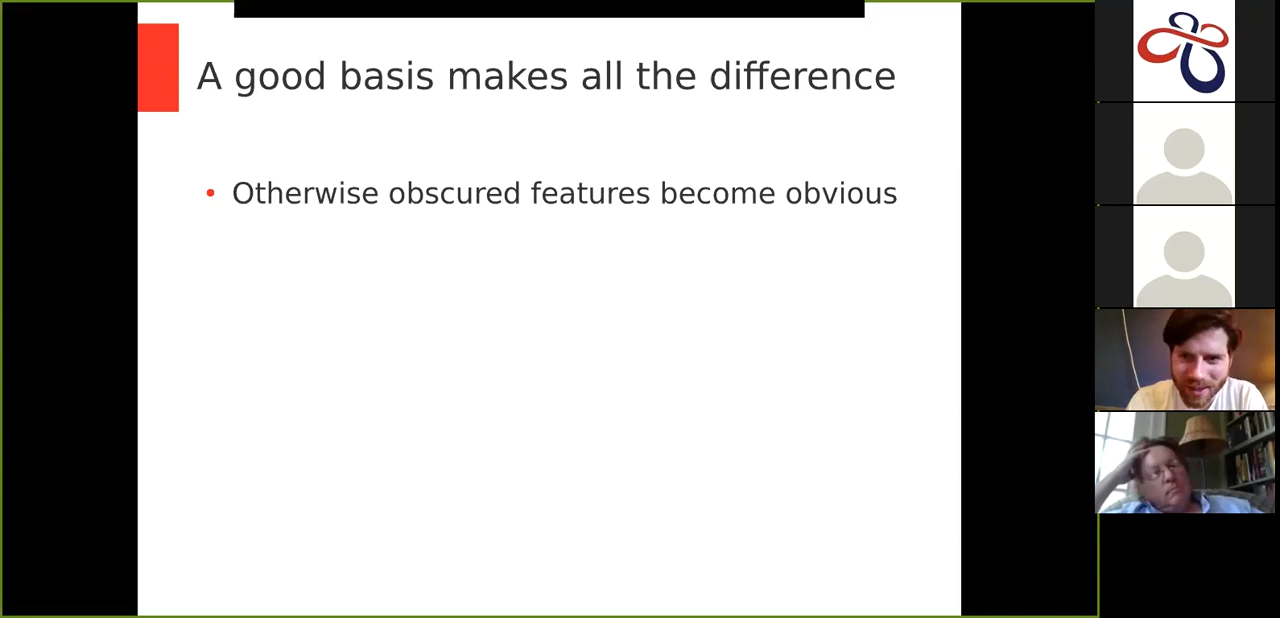 A good basis makes all the difference
Otherwise obscured features become obvious